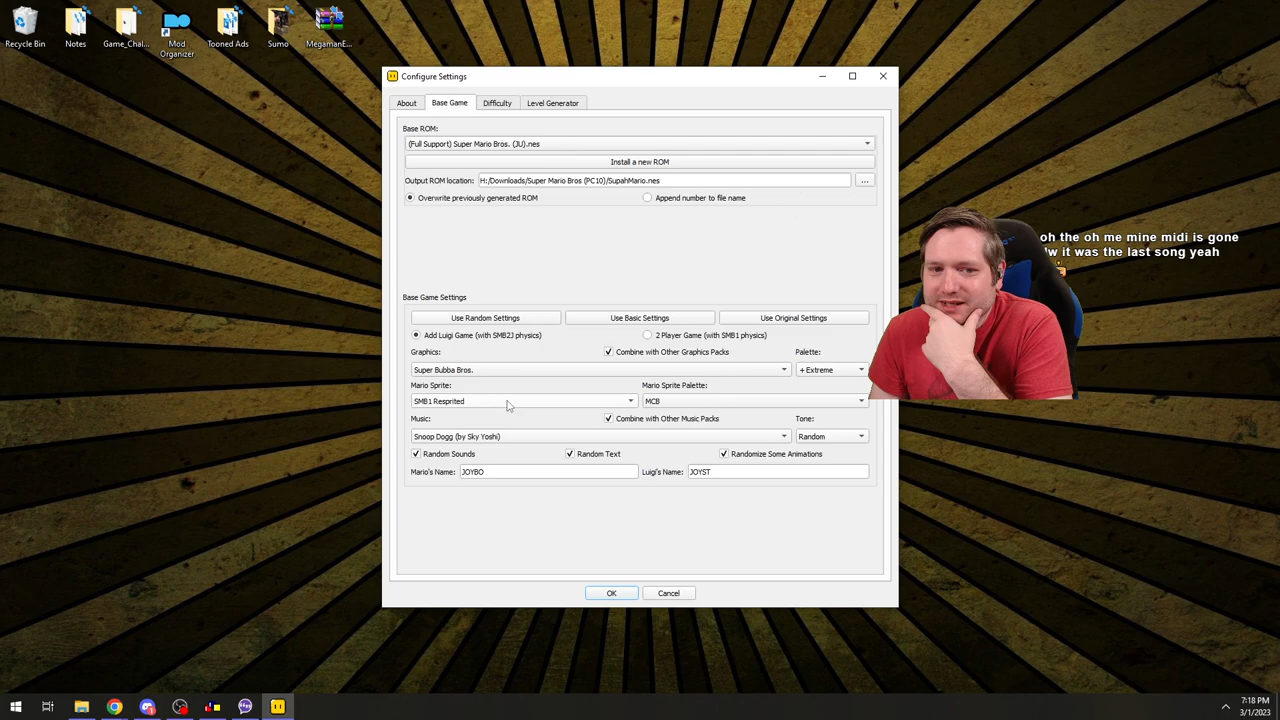 Recycle Bin
Notes
Game_Chal...
Mod
Organizer
Tooned Ads
Sumo
MegamanE...
Configure Settings
About
Base Game
Difficulty
Level Generator
Base ROM:
(Full Support) Super Mario Bros. (JU).nes
Install a new ROM
Output ROM location:
H:/Downloads/Super Mario Bros (PC10)/SupahMario.nes
...
Overwrite previously generated ROM
Append number to file name
Base Game Settings
Use Random Settings
Use Basic Settings
Use Original Settings
Add Luigi Game (with SMB2J physics)
2 Player Game (with SMB1 physics)
Graphics:
Combine with Other Graphics Packs
Palette:
Super Bubba Bros.
+ Extreme
Mario Sprite:
Mario Sprite Palette:
SMB1 Resprited
MCB
Music:
Combine with Other Music Packs
Tone:
Snoop Dogg (by Sky Yoshi)
Random
Random Sounds
Random Text
Randomize Some Animations
Mario's Name:
JOYBO
Luigi's Name:
JOYST
OK
Cancel
oh the oh me mine midi is gone
it was the last song yeah
7:18 PM
3/1/2023